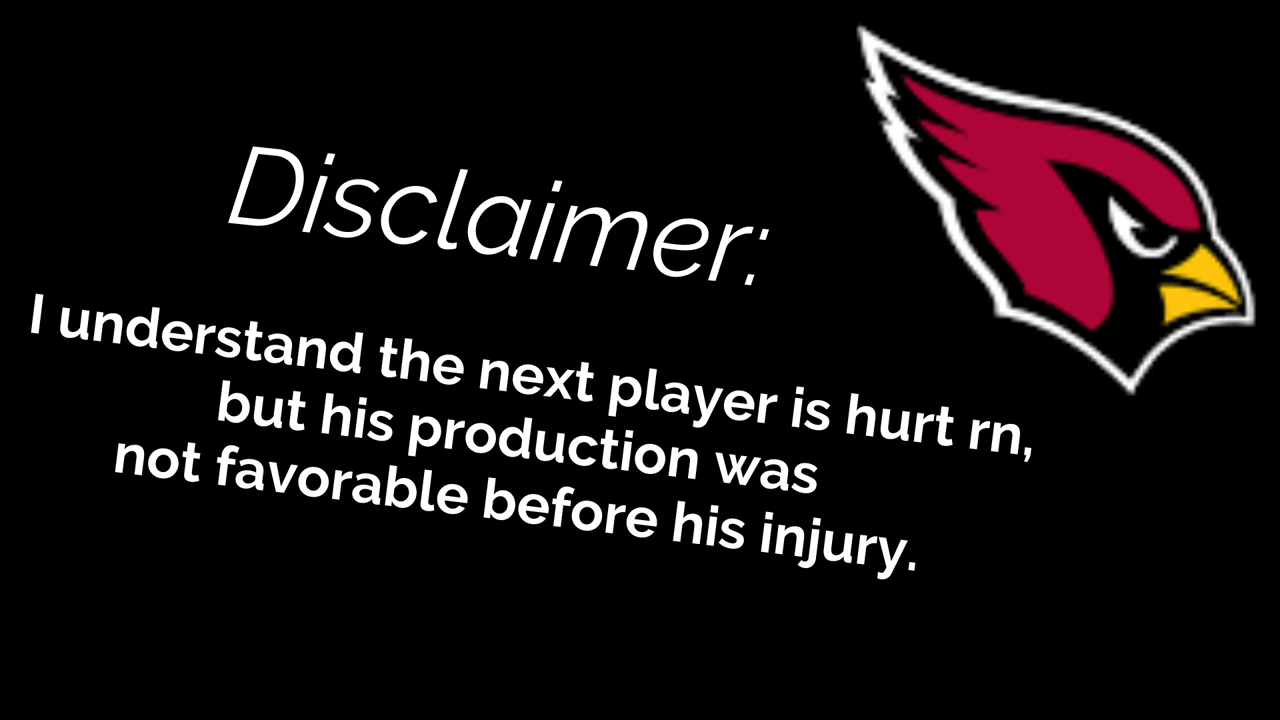 Disclaimer:
I understand the next player is hurt rn,
but his production was
not favorable before his injury.